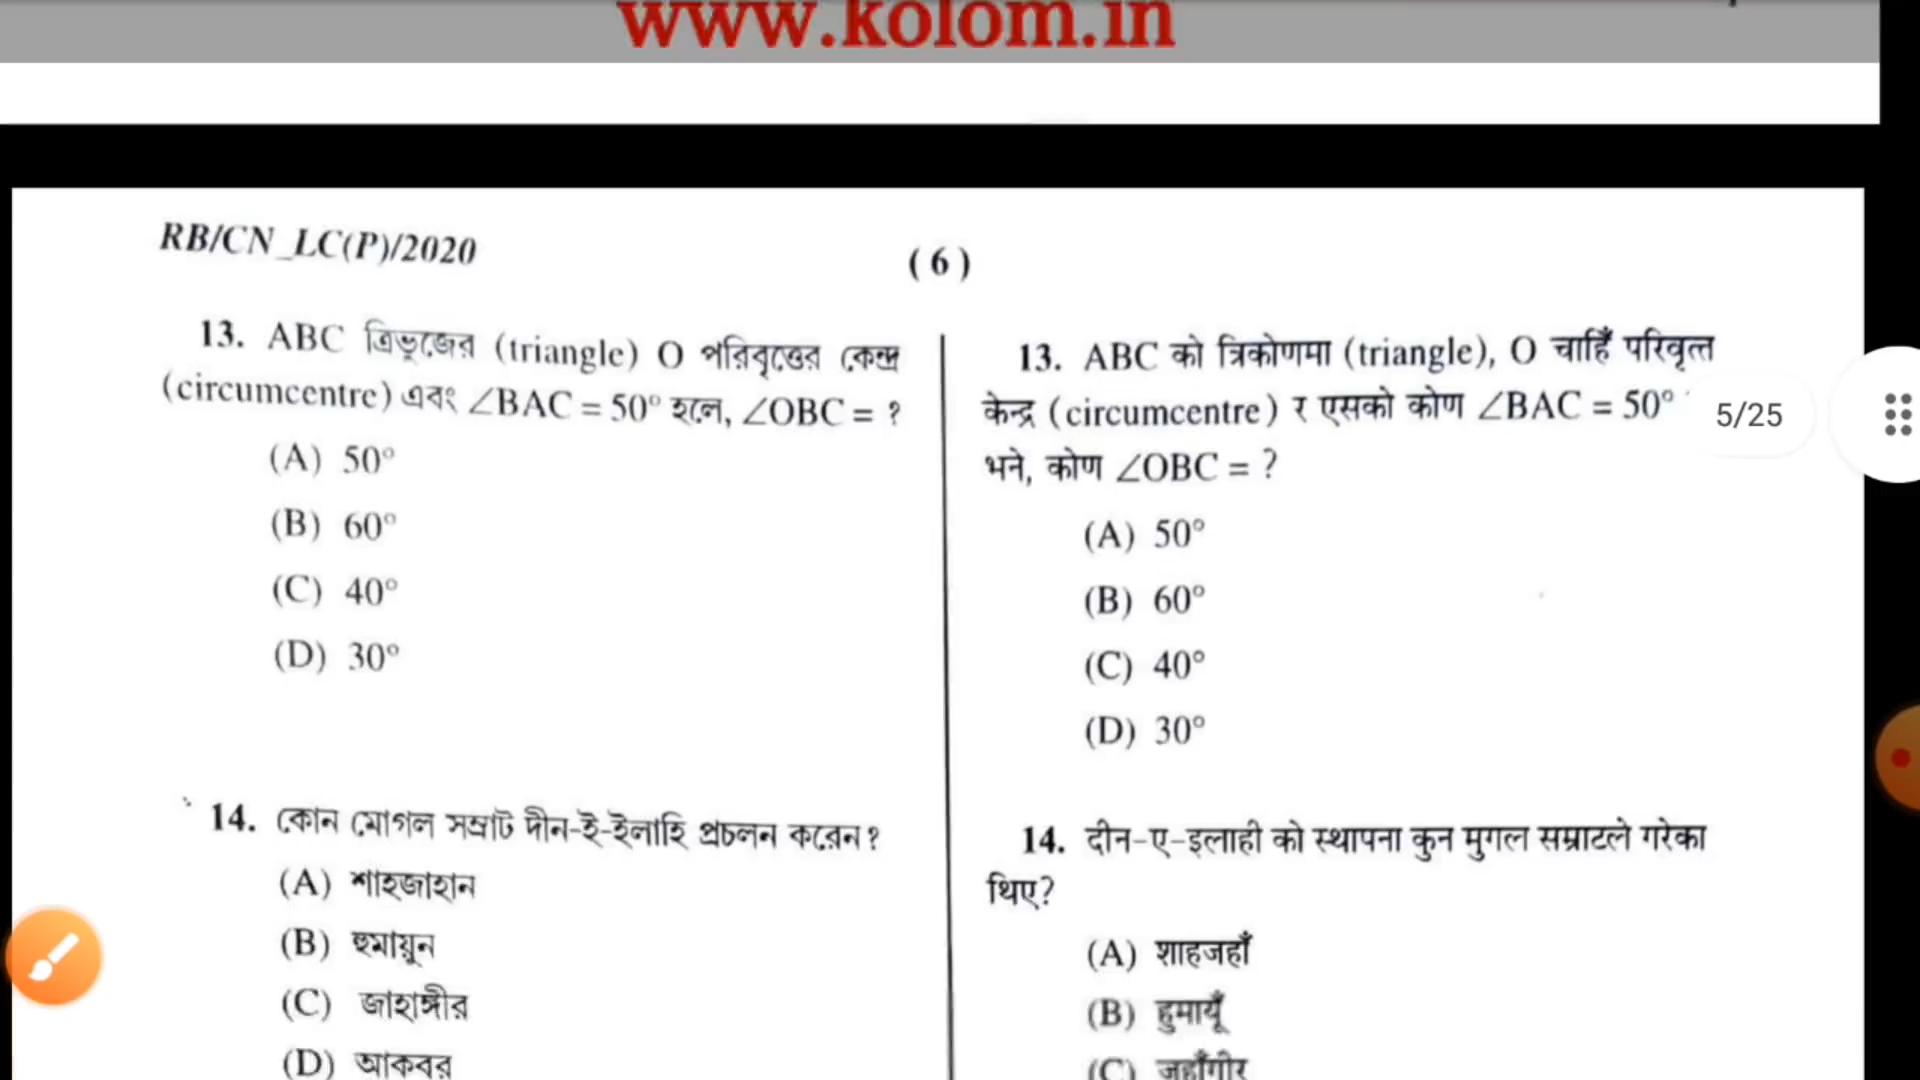 www.kolom.in
RB/CN_LC(P)/2020
( 6 )
13. ABC ত্রিভুজের (triangle) O পরিবৃত্তের কেন্দ্র
(circumcentre) এবং ∠BAC = 50° হলে, ∠OBC = ?
(A) 50°
(B) 60°
(C) 40°
(D) 30°
14. কোন মোগল সম্রাট দীন-ই-ইলাহি প্রচলন করেন?
(A) শাহজাহান
(B) হুমায়ুন
(C) জাহাঙ্গীর
(D) আকবর
13. ABC को त्रिकोणमा (triangle), O चाहिँ परिवृत्त
केन्द्र (circumcentre) र एसको कोण ∠BAC = 50°
भने, कोण ∠OBC = ?
(A) 50°
(B) 60°
(C) 40°
(D) 30°
14. दीन-ए-इलाही को स्थापना कुन मुगल सम्राटले गरेका
थिए?
(A) शाहजहाँ
(B) हुमायूँ
(C) जहाँगीर
5/25